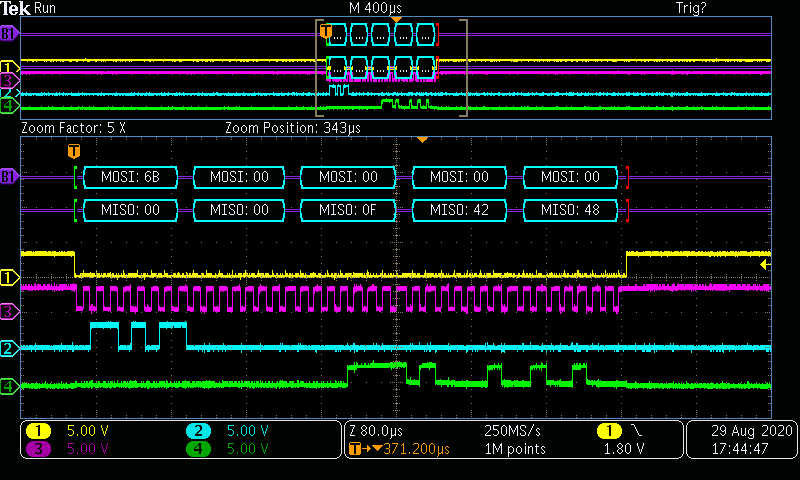 Tek Run M 400µs Trig?
B1
T
... ... ... ... ...
1 ... ... ... ... ...
3
2
4
Zoom Factor: 5 X Zoom Position: 343µs
T
B1 MOSI: 6B MOSI: 00 MOSI: 00 MOSI: 00 MOSI: 00
MISO: 00 MISO: 00 MISO: 0F MISO: 42 MISO: 48
1
3
2
4
1 5.00 V 2 5.00 V Z 80.0µs 250MS/s 1 1.80 V 29 Aug 2020
3 5.00 V 4 5.00 V T→▼371.200µs 1M points 17:44:47